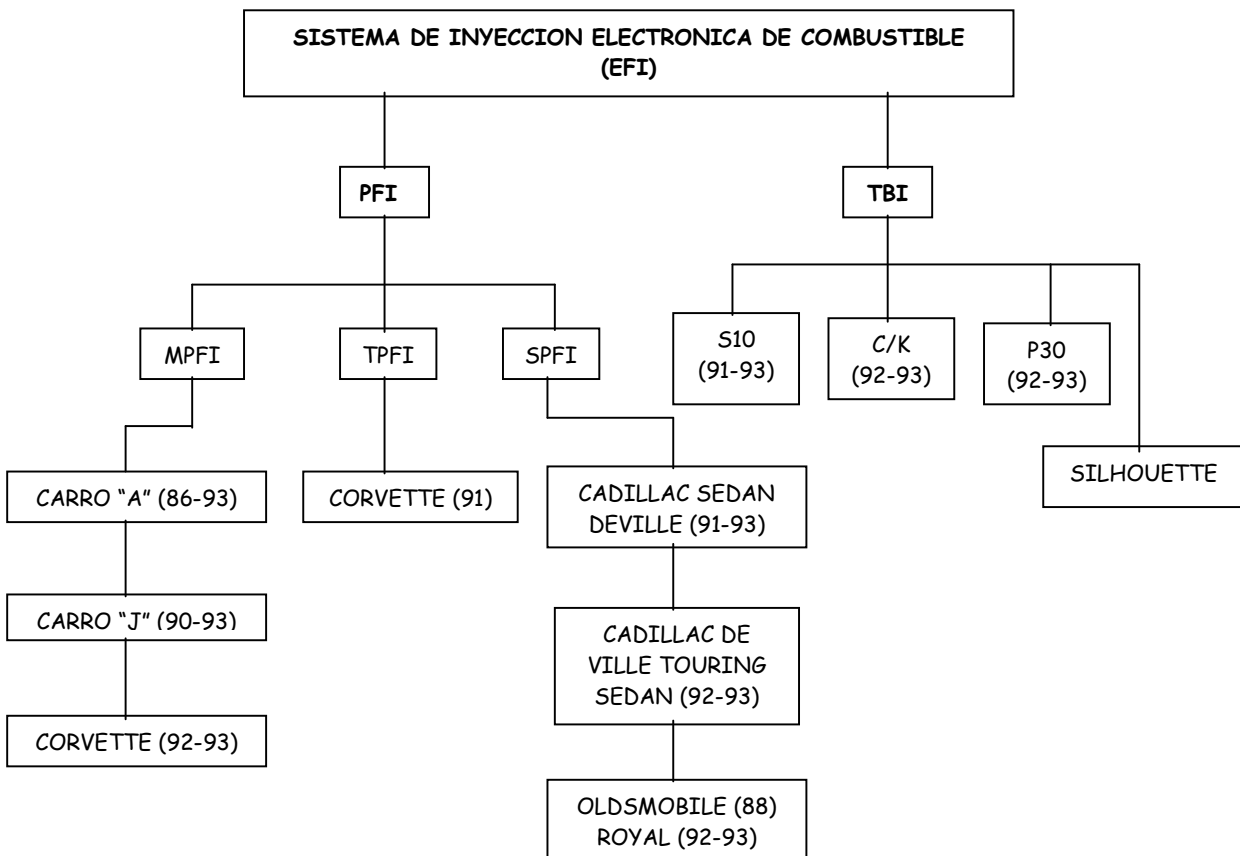 SISTEMA DE INYECCION ELECTRONICA DE COMBUSTIBLE
(EFI)
PFI
TBI
MPFI
TPFI
SPFI
S10
(91-93)
C/K
(92-93)
P30
(92-93)
SILHOUETTE
CARRO “A” (86-93)
CORVETTE (91)
CADILLAC SEDAN
DEVILLE (91-93)
CARRO “J” (90-93)
CADILLAC DE
VILLE TOURING
SEDAN (92-93)
CORVETTE (92-93)
OLDSMOBILE (88)
ROYAL (92-93)